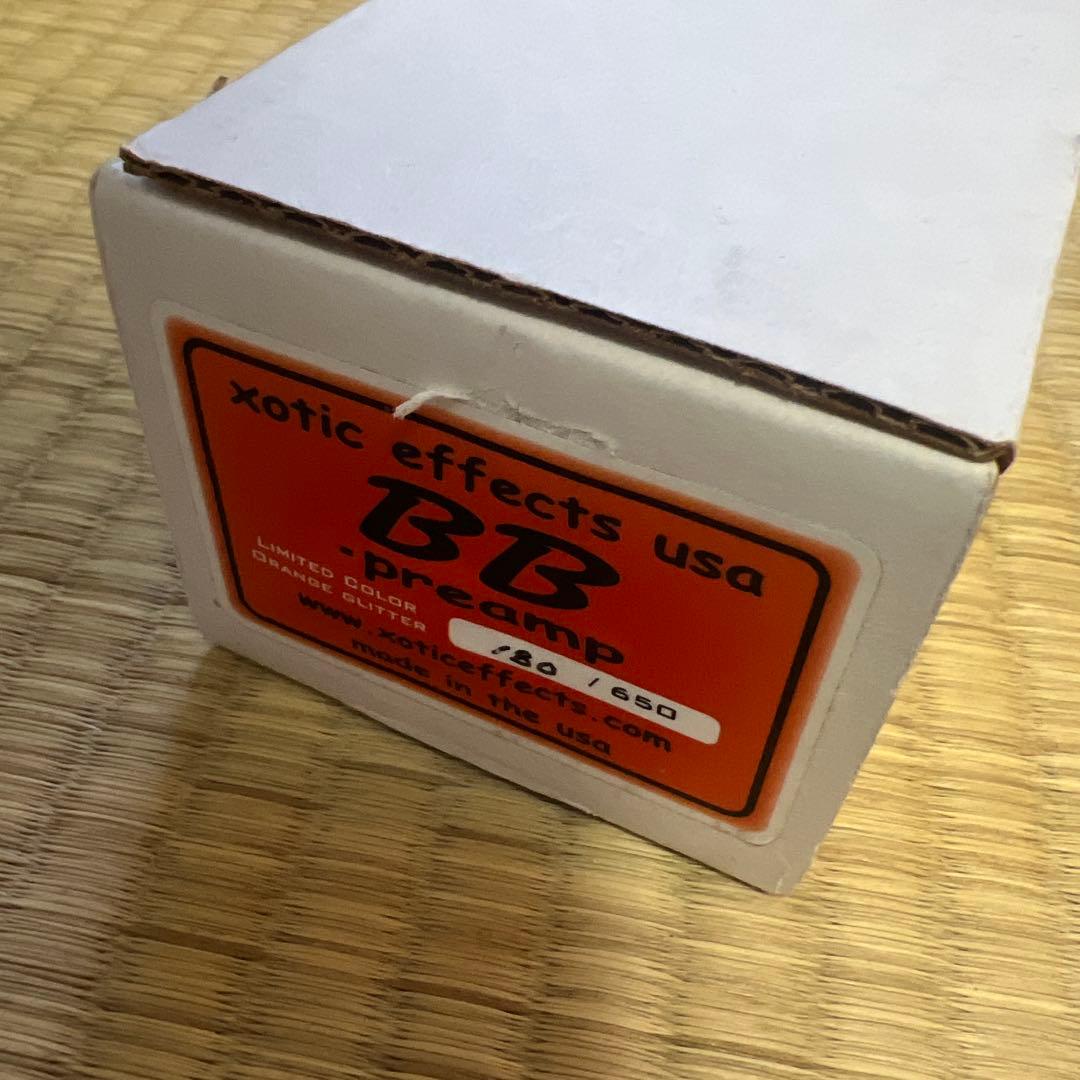 xotic effects usa
BB
-preamp
LIMITED COLOR
ORANGE GLITTER
180 / 650
www.xoticeffects.com
made in the usa